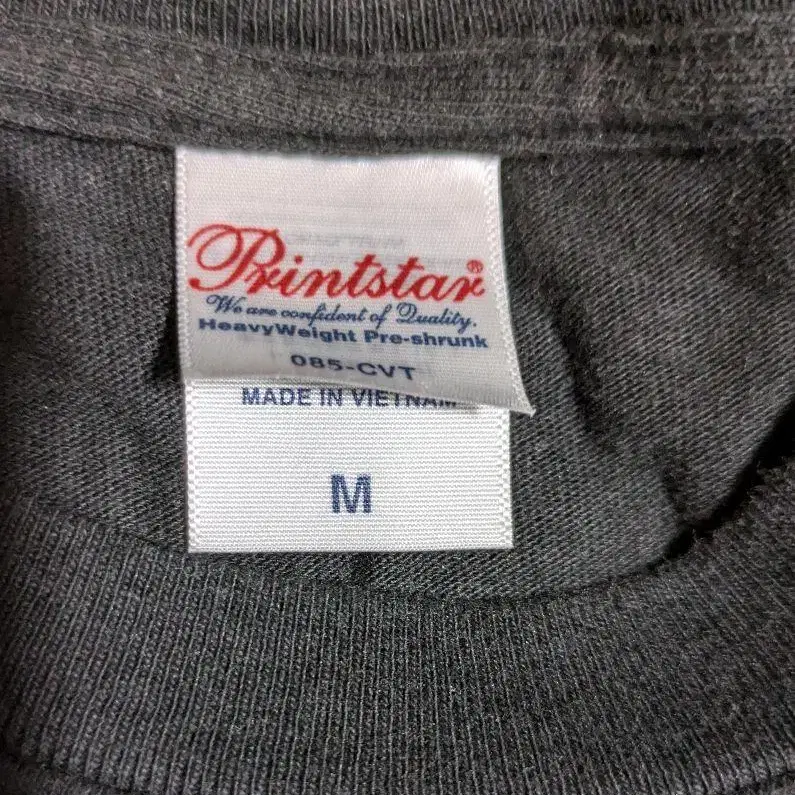 Printstar®
We are confident of Quality.
HeavyWeight Pre-shrunk
085-CVT
MADE IN VIETNAM
M